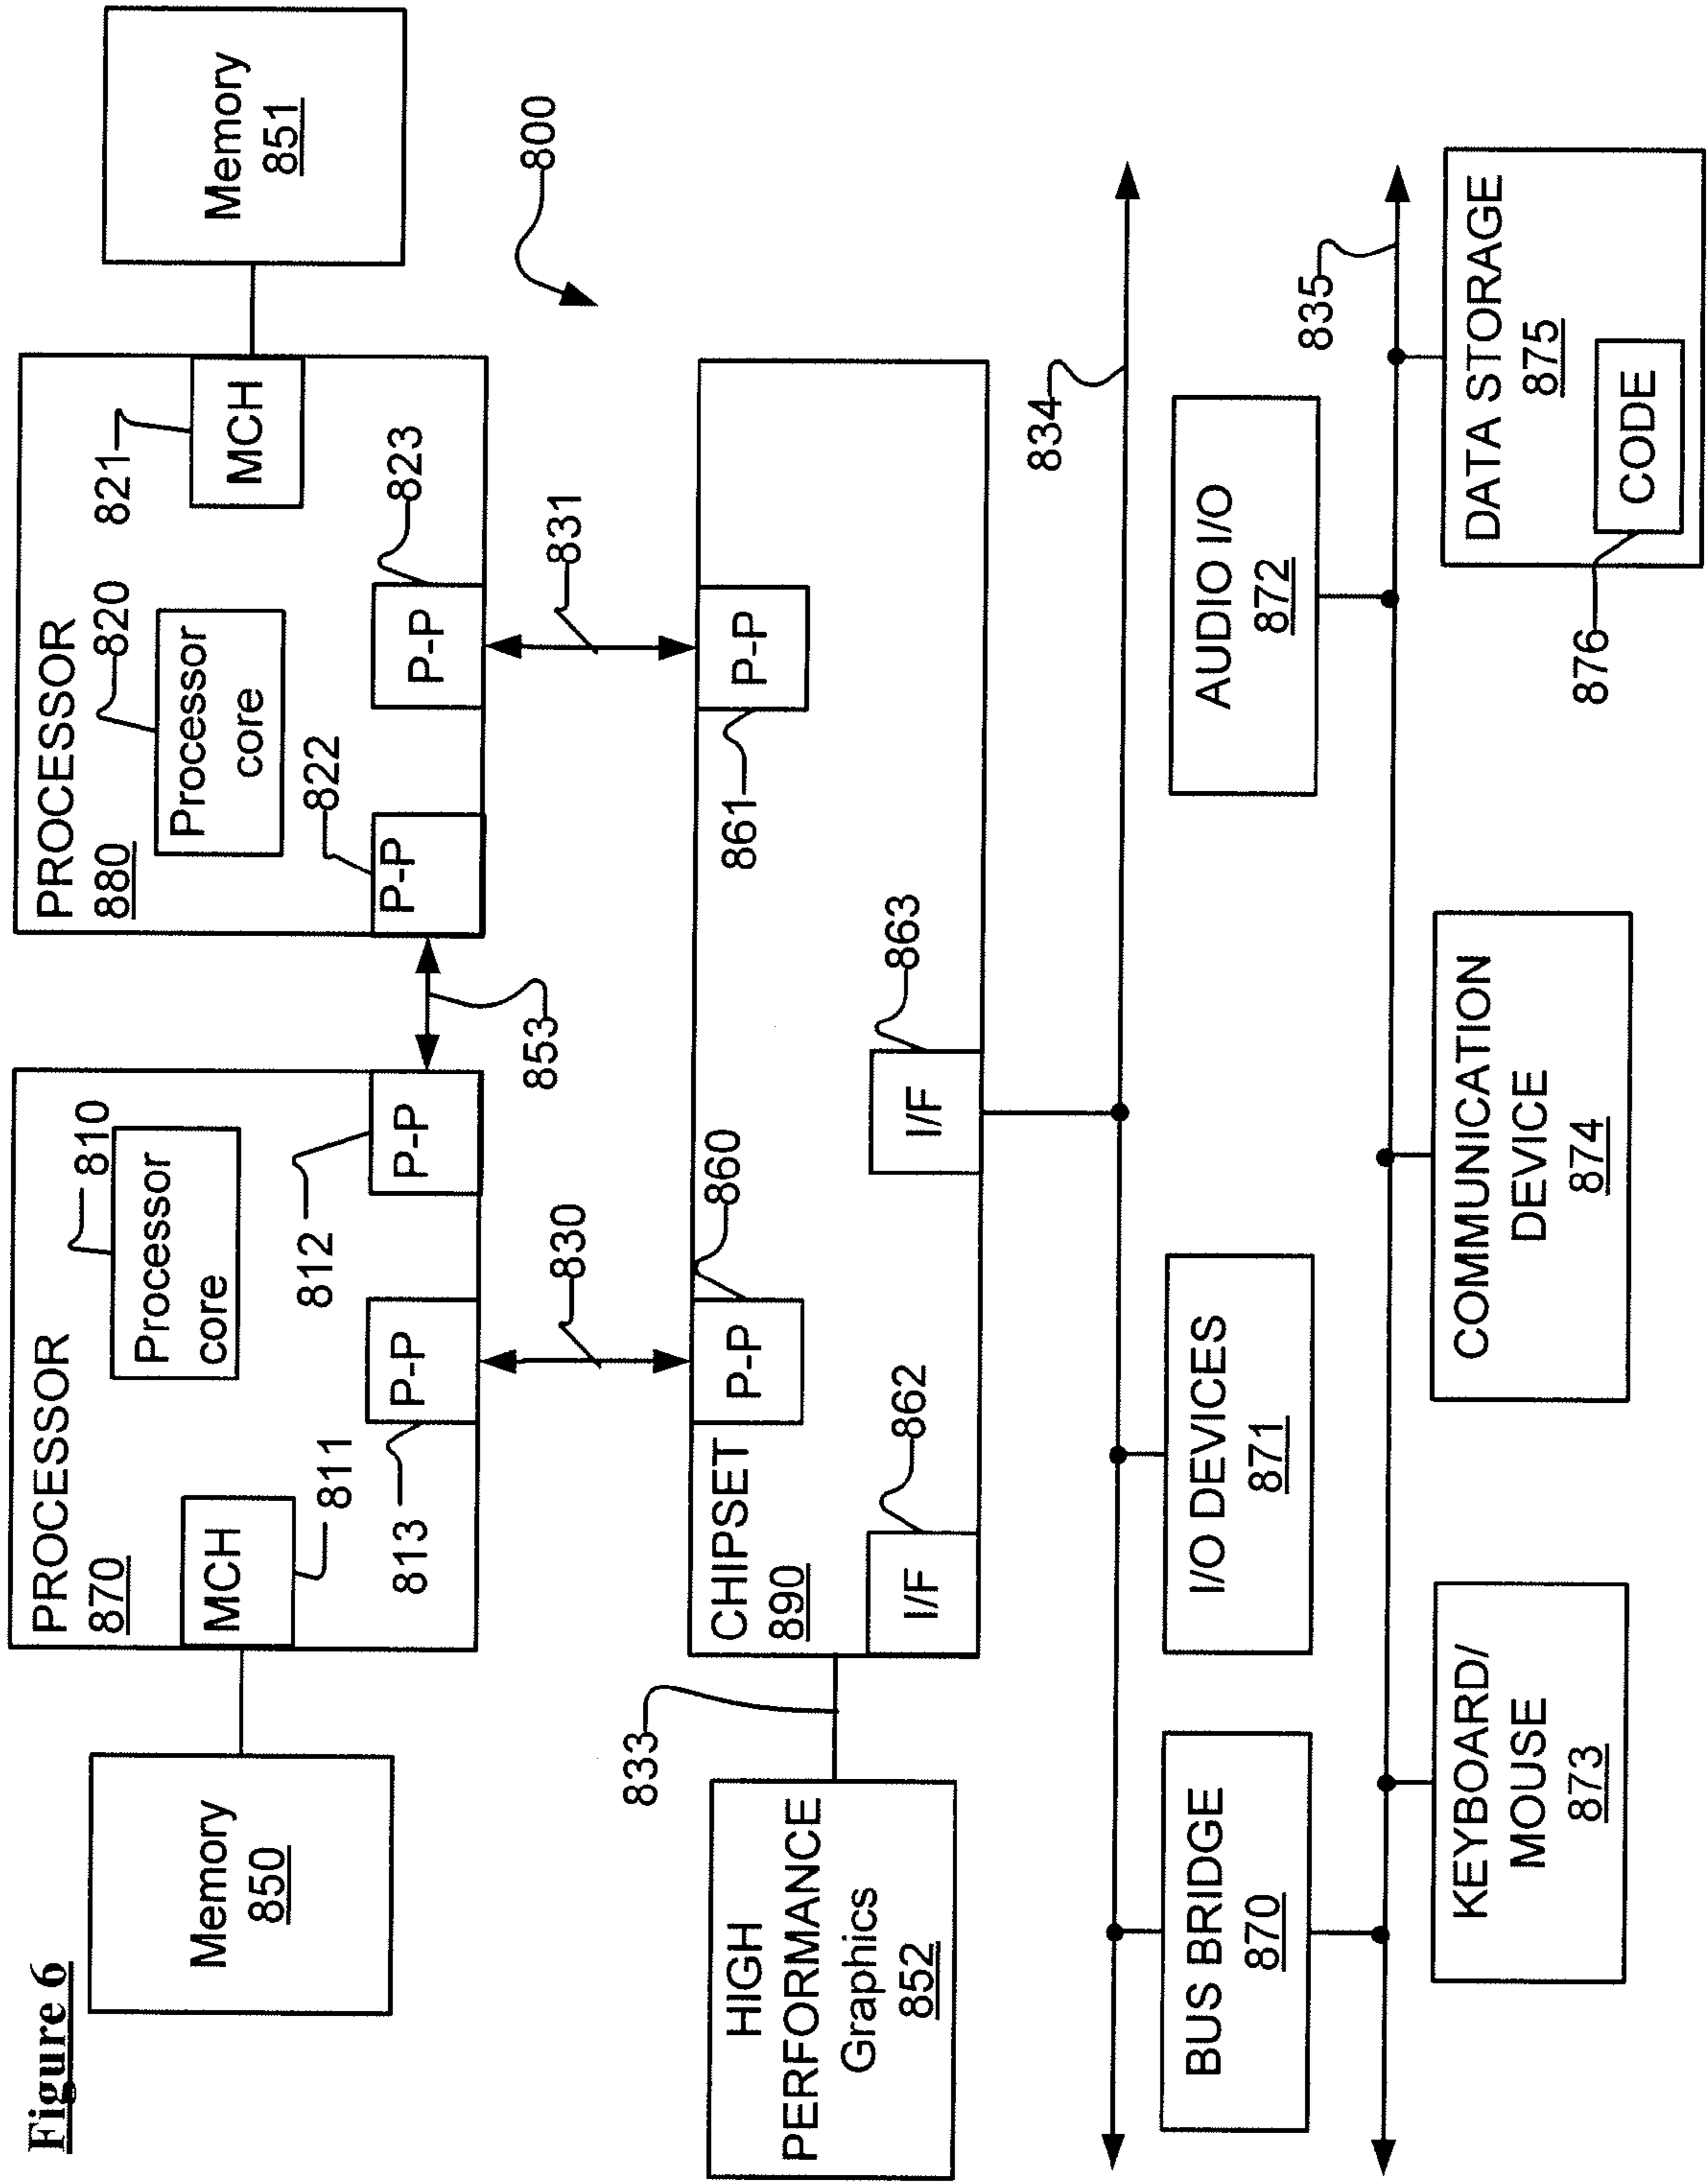 Figure 6
Memory
850
PROCESSOR
870
Processor
core
810
MCH
811
P-P
812
P-P
813
853
PROCESSOR
880
Processor
core
820
MCH
821
P-P
822
P-P
823
Memory
851
800
830
831
HIGH
PERFORMANCE
Graphics
852
833
CHIPSET
890
P-P
860
P-P
861
I/F
862
I/F
863
834
BUS BRIDGE
870
I/O DEVICES
871
AUDIO I/O
872
835
KEYBOARD/
MOUSE
873
COMMUNICATION
DEVICE
874
DATA STORAGE
875
CODE
876